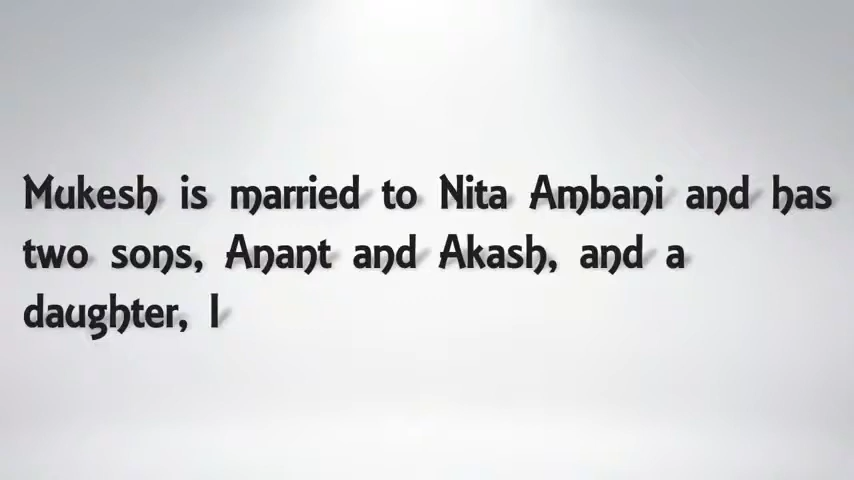 Mukesh is married to Nita Ambani and has
two sons, Anant and Akash, and a
daughter, I